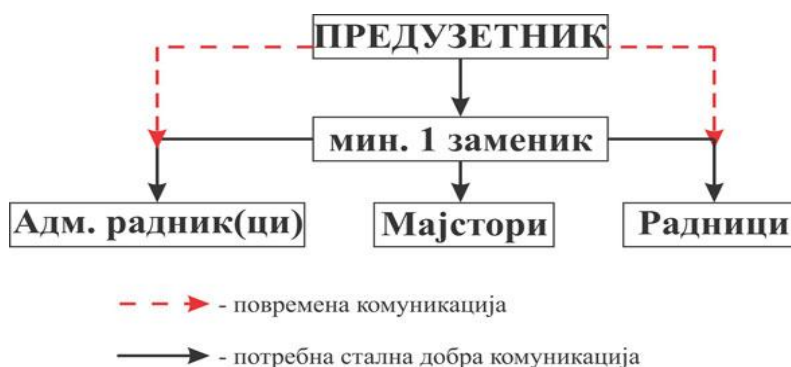 ПРЕДУЗЕТНИК
мин. 1 заменик
Адм. радник(ци)
Мајстори
Радници
- повремена комуникација
- потребна стална добра комуникација